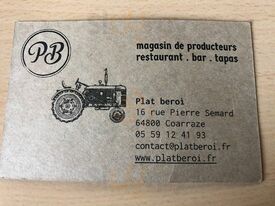 PB
magasin de producteurs
restaurant . bar . tapas
Plat beroi
16 rue Pierre Semard
64800 Coarraze
05 59 12 41 93
contact@platberoi.fr
www.platberoi.fr